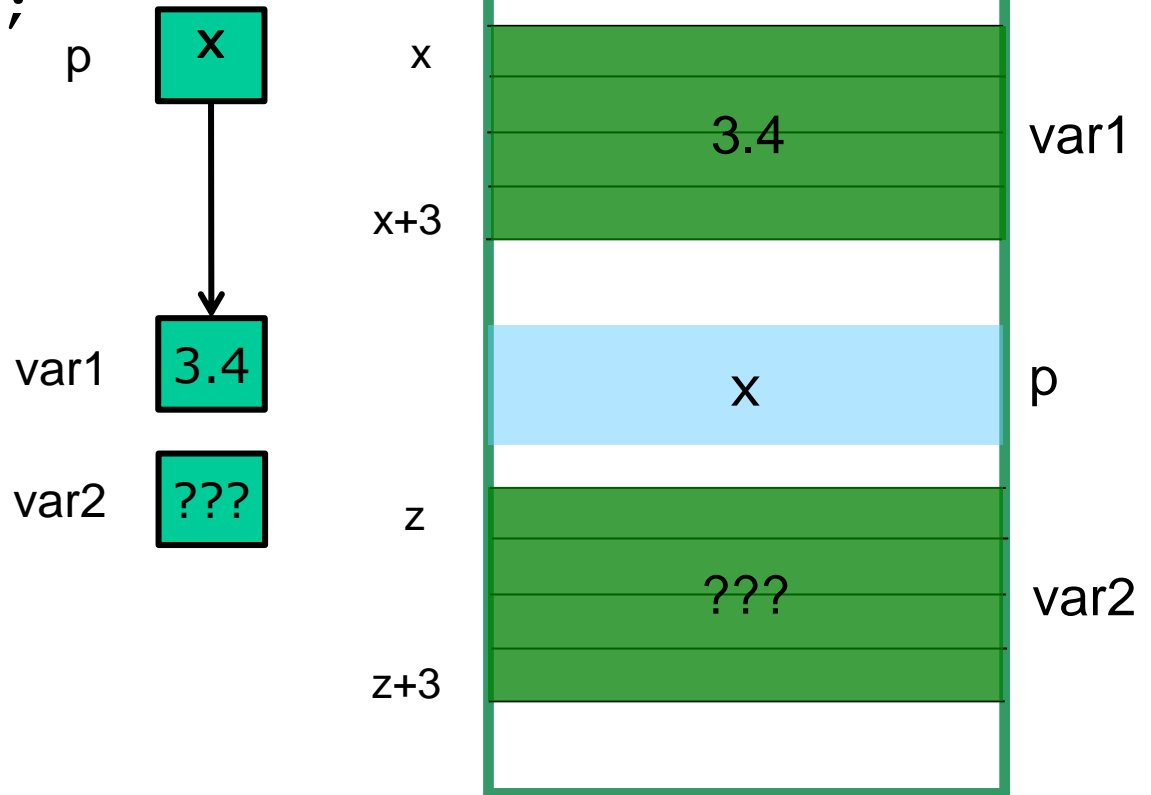 ;
p x
var1 3.4
var2 ???
x
3.4 var1
x+3
x p
z
??? var2
z+3